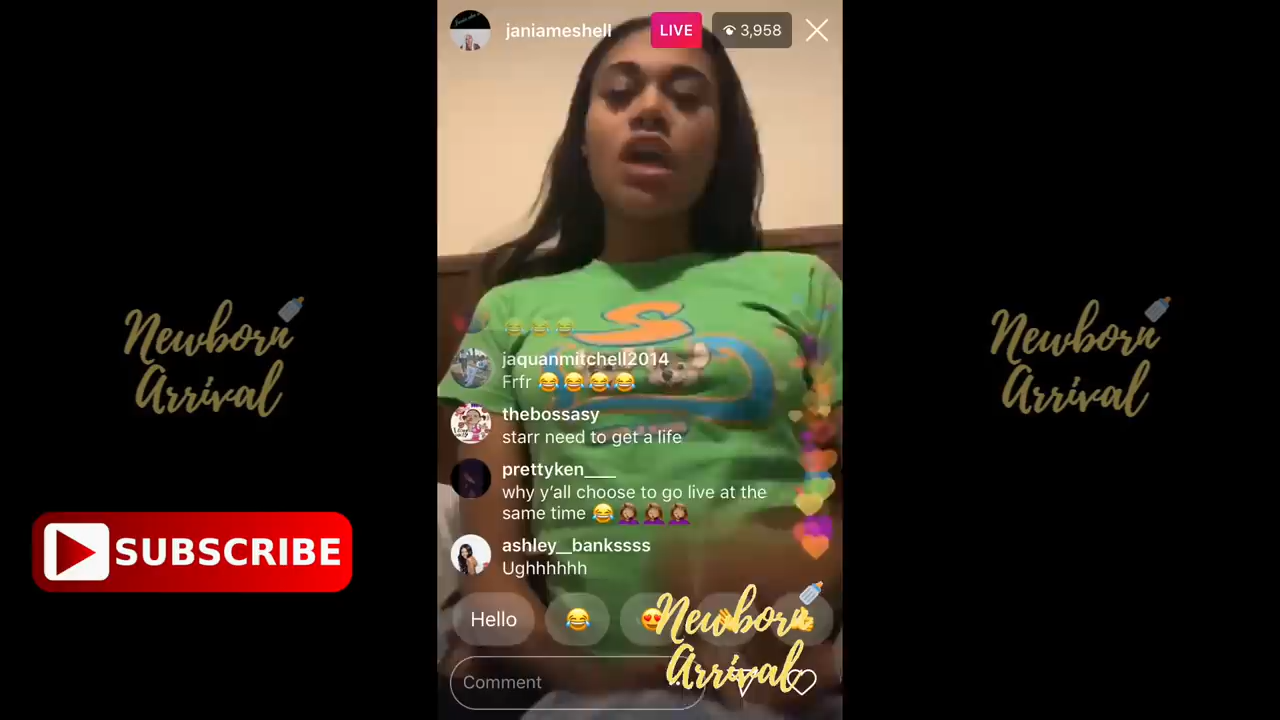 janiameshell LIVE 3,958
😂 😂 😂
jaquanmitchell2014
Frfr 😂😂😂😂
thebossasy
starr need to get a life
prettyken____
why y'all choose to go live at the
same time 😂🤦🏽‍♀️🤦🏽‍♀️🤦🏽‍♀️
ashley__bankssss
Ughhhhhh
Hello
Comment
Newborn
Arrival
Newborn
Arrival
Newborn
Arrival
SUBSCRIBE